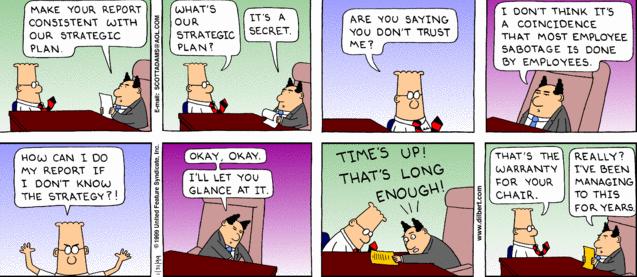 MAKE YOUR REPORT
CONSISTENT WITH
OUR STRATEGIC
PLAN.
E-mail: SCOTTADAMS@AOL.COM
WHAT'S
OUR
STRATEGIC
PLAN?
IT'S A
SECRET.
ARE YOU SAYING
YOU DON'T TRUST
ME?
I DON'T THINK IT'S
A COINCIDENCE
THAT MOST EMPLOYEE
SABOTAGE IS DONE
BY EMPLOYEES.
HOW CAN I DO
MY REPORT IF
I DON'T KNOW
THE STRATEGY?!
© 1999 United Feature Syndicate, Inc.
OKAY, OKAY.
I'LL LET YOU
GLANCE AT IT.
TIME'S UP!
THAT'S LONG
ENOUGH!
www.dilbert.com
THAT'S THE
WARRANTY
FOR YOUR
CHAIR.
REALLY?
I'VE BEEN
MANAGING
TO THIS
FOR YEARS.